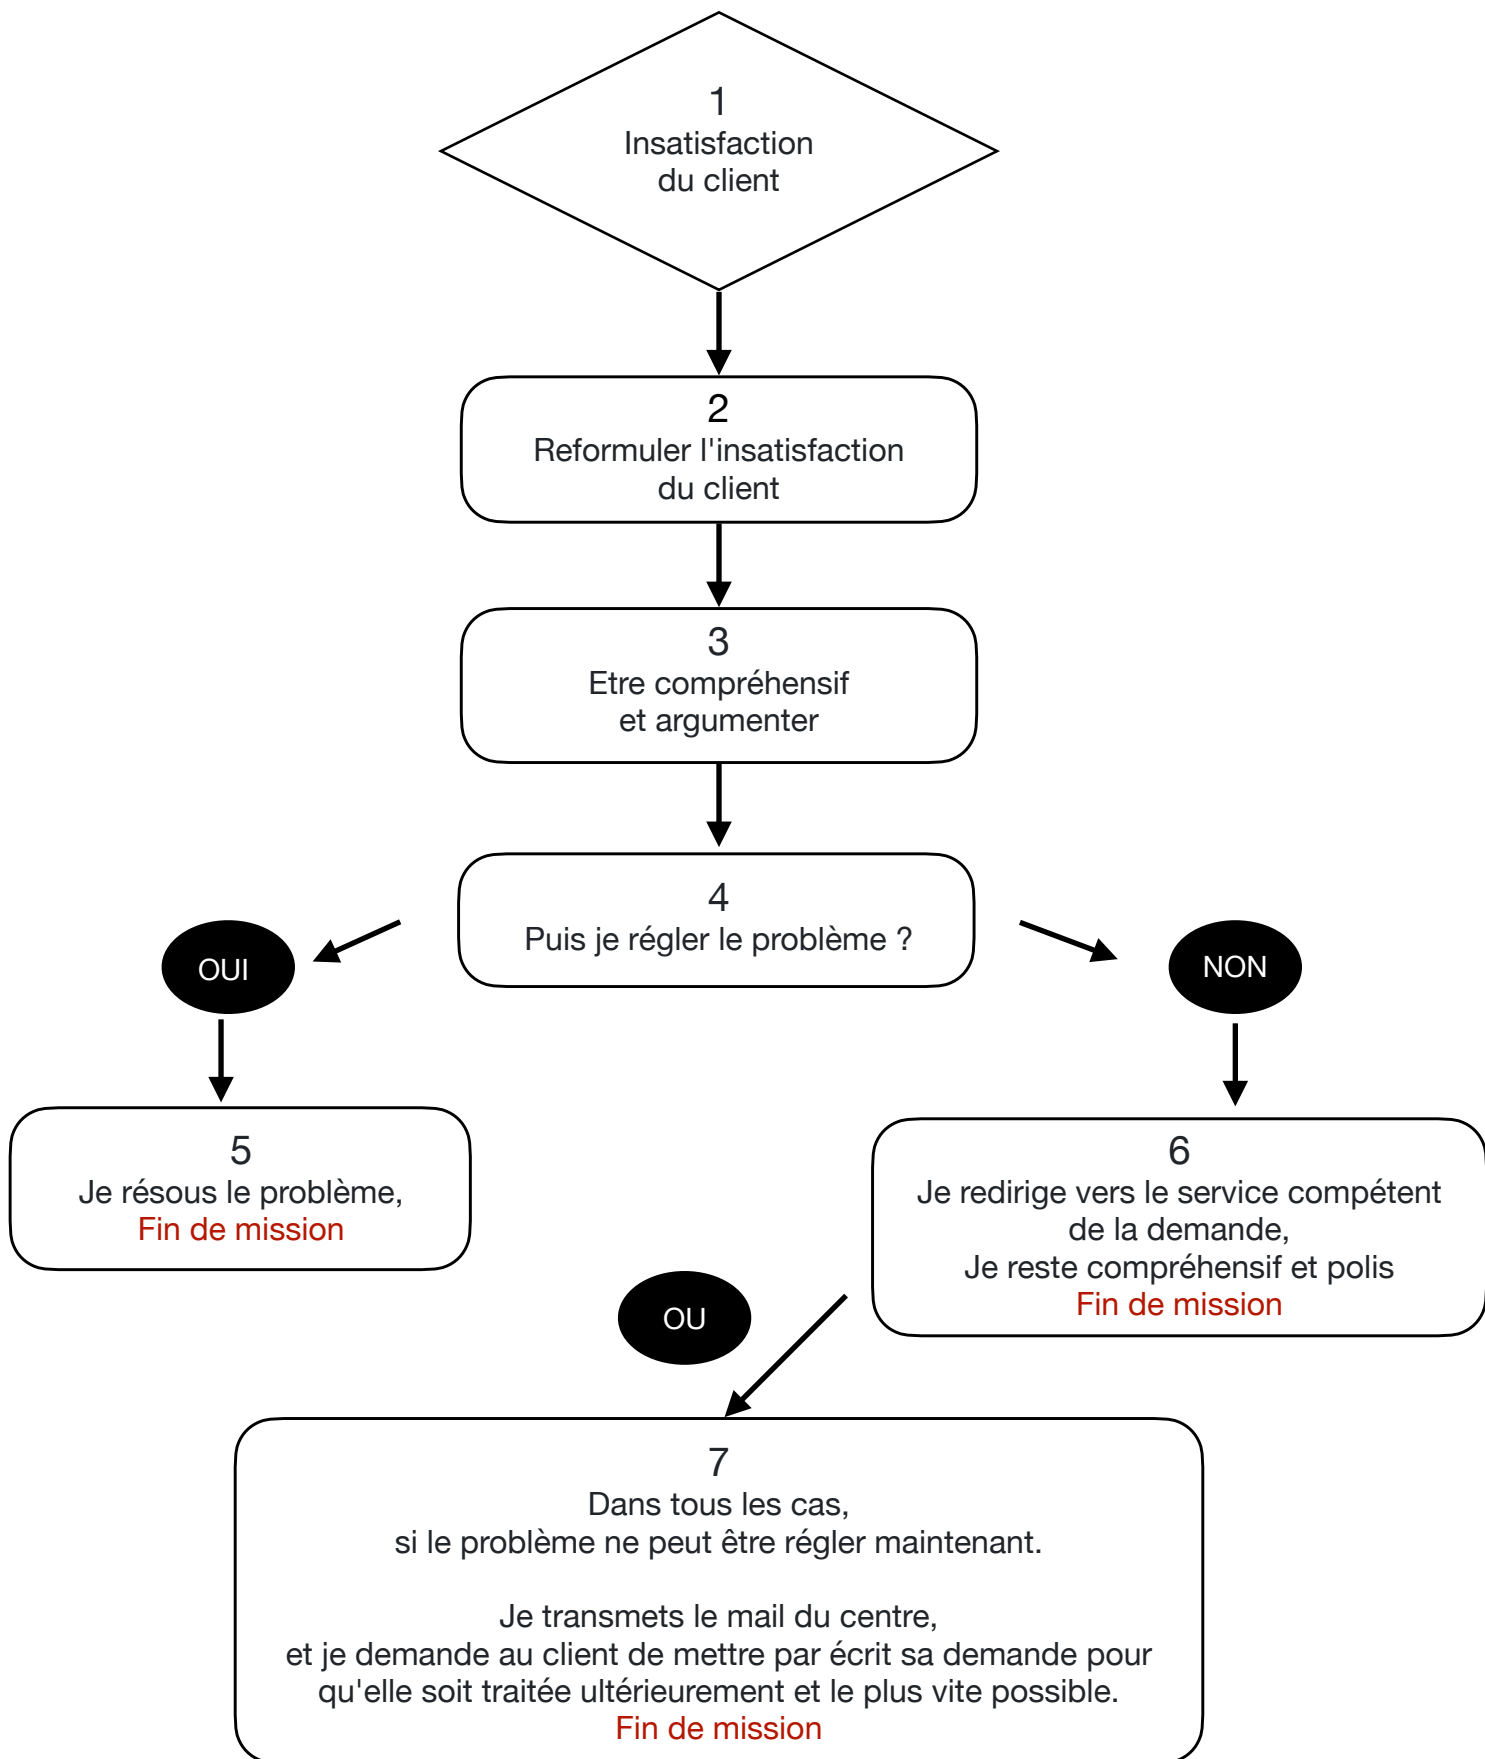 1
Insatisfaction
du client
2
Reformuler l'insatisfaction
du client
3
Etre compréhensif
et argumenter
4
Puis je régler le problème ?
OUI
NON
5
Je résous le problème,
Fin de mission
6
Je redirige vers le service compétent
de la demande,
Je reste compréhensif et polis
Fin de mission
OU
7
Dans tous les cas,
si le problème ne peut être régler maintenant.
Je transmets le mail du centre,
et je demande au client de mettre par écrit sa demande pour
qu'elle soit traitée ultérieurement et le plus vite possible.
Fin de mission